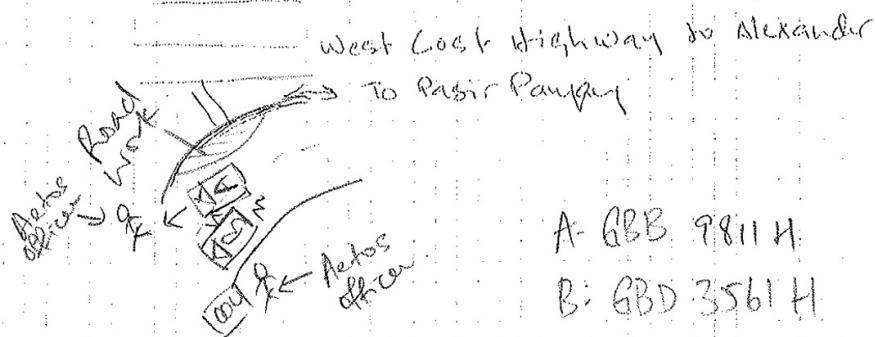 West Cost Highway to Alexander
To Pasir Panjang
Road
work
Aetos
officer
A
B
Aetos
officer
A- GBB 9811 H
B: GBD 3561 H